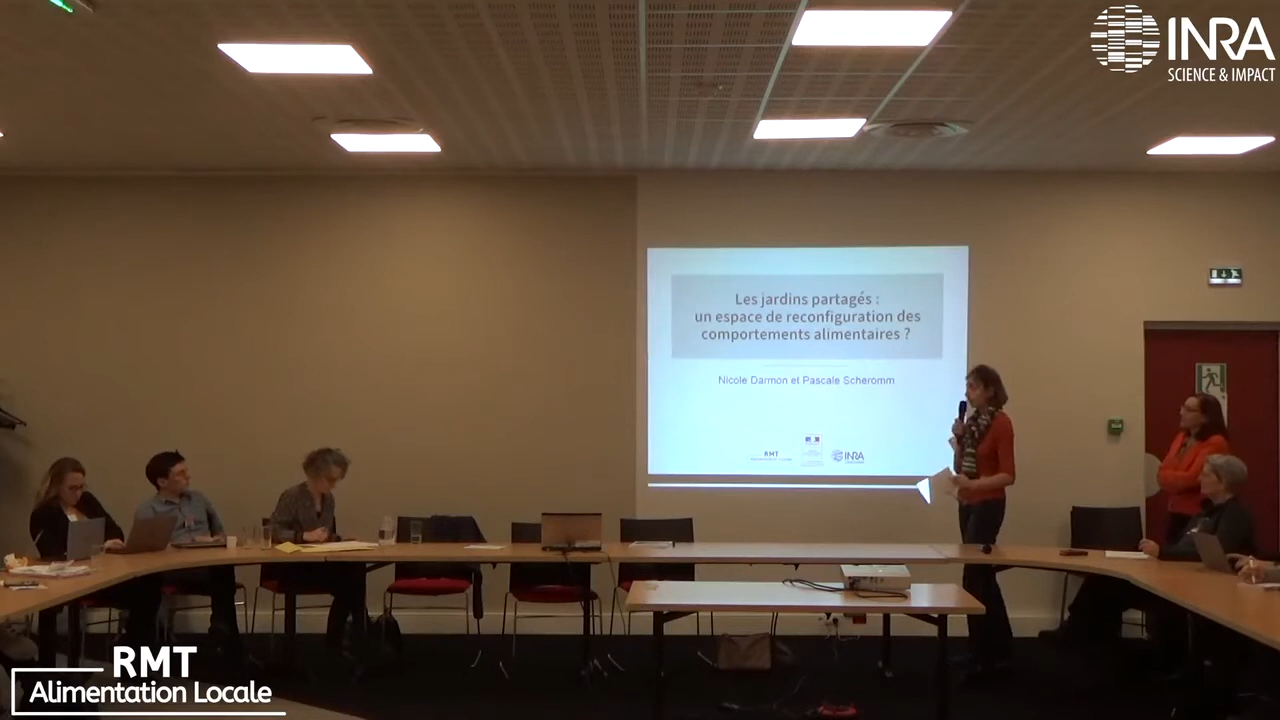 INRA
SCIENCE & IMPACT
Les jardins partagés :
un espace de reconfiguration des
comportements alimentaires ?
Nicole Darmon et Pascale Scheromm
RMT
INRA
RMT
Alimentation Locale